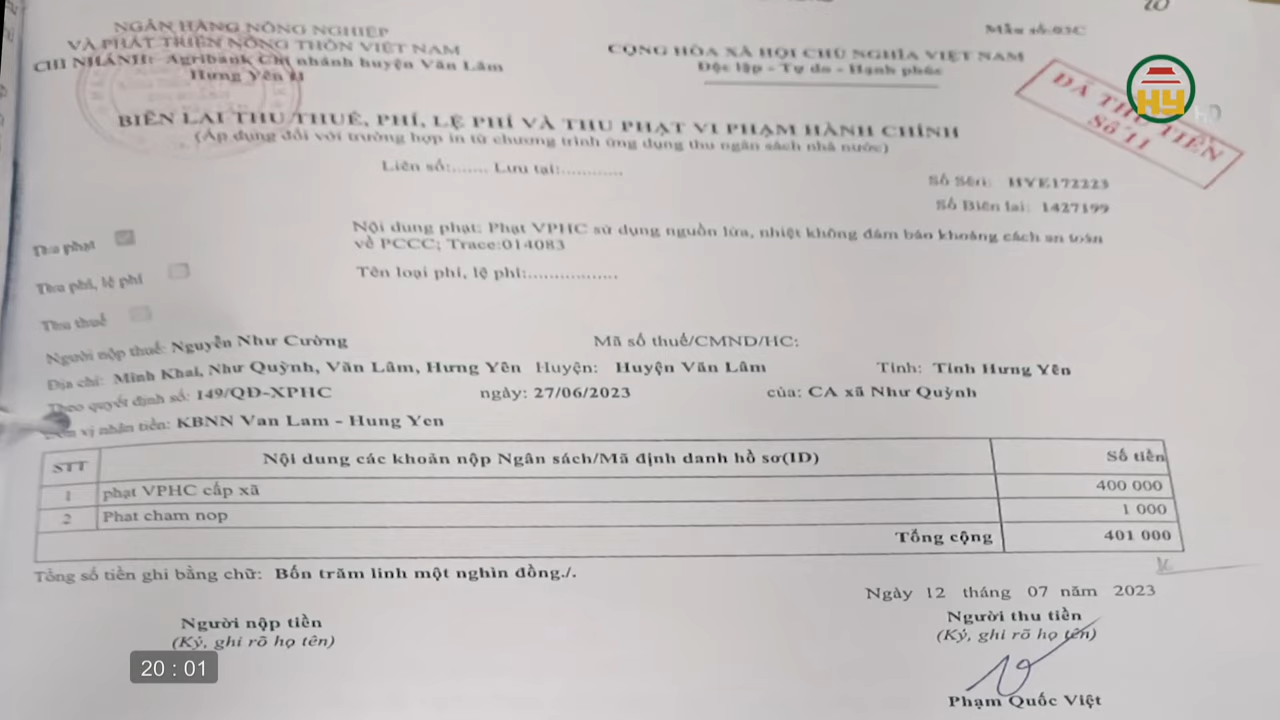 NGÂN HÀNG NÔNG NGHIỆP
VÀ PHÁT TRIỂN NÔNG THÔN VIỆT NAM
CHI NHÁNH: Agribank Chi nhánh huyện Văn Lâm
Hưng Yên II
Mẫu số:03C
CỘNG HÒA XÃ HỘI CHỦ NGHĨA VIỆT NAM
Độc lập - Tự do - Hạnh phúc
HY
ĐÃ THU TIỀN
Số 11
BIÊN LAI THU THUẾ, PHÍ, LỆ PHÍ VÀ THU PHẠT VI PHẠM HÀNH CHÍNH
(Áp dụng đối với trường hợp in từ chương trình ứng dụng thu ngân sách nhà nước)
Liên số:....... Lưu tại:............
Số Sêri: HYE172223
Số Biên lai: 1427199
Thu phạt
Nội dung phạt: Phạt VPHC sử dụng nguồn lửa, nhiệt không đảm bảo khoảng cách an toàn
về PCCC; Trace:014083
Thu phí, lệ phí
Tên loại phí, lệ phí:.................
Thu thuế
Người nộp thuế: Nguyễn Như Cường Mã số thuế/CMND/HC:
Địa chỉ: Minh Khai, Như Quỳnh, Văn Lâm, Hưng Yên Huyện: Huyện Văn Lâm Tỉnh: Tỉnh Hưng Yên
Theo quyết định số: 149/QĐ-XPHC ngày: 27/06/2023 của: CA xã Như Quỳnh
vị nhận tiền: KBNN Van Lam - Hung Yen
STT Nội dung các khoản nộp Ngân sách/Mã định danh hồ sơ(ID) Số tiền
1 phạt VPHC cấp xã 400 000
2 Phat cham nop 1 000
Tổng cộng 401 000
Tổng số tiền ghi bằng chữ: Bốn trăm linh một nghìn đồng./.
Ngày 12 tháng 07 năm 2023
Người nộp tiền
(Ký, ghi rõ họ tên)
Người thu tiền
(Ký, ghi rõ họ tên)
20 : 01
Phạm Quốc Việt